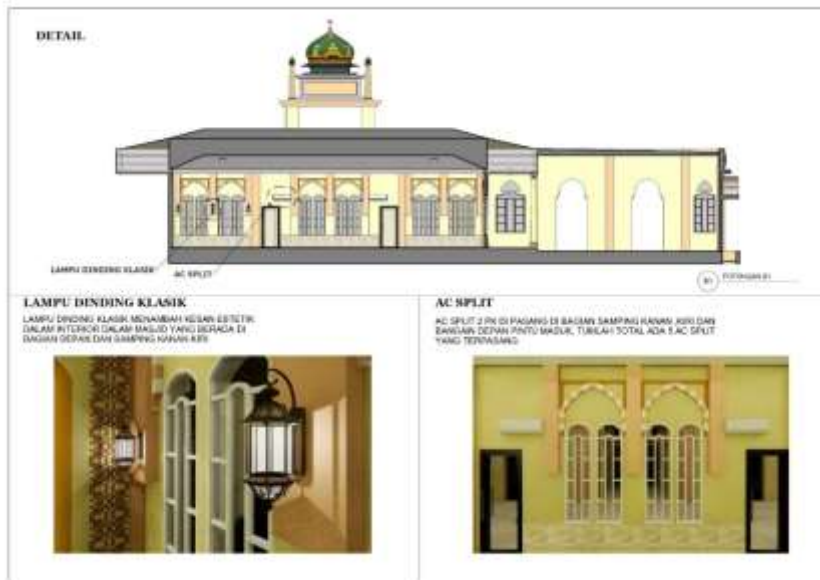 DETAIL
LAMPU DINDING KLASIK
AC SPLIT
POTONGAN B1
LAMPU DINDING KLASIK
LAMPU DINDING KLASIK MENAMBAH KESAN ESTETIK
DALAM INTERIOR DALAM MASJID YANG BERADA DI
BAGIAN DEPAN DAN SAMPING KANAN KIRI
AC SPLIT
AC SPLIT 2 PK DI PASANG DI BAGIAN SAMPING KANAN ,KIRI DAN
BANGAIN DEPAN PINTU MASUK, TUMLAH TOTAL ADA 5 AC SPLIT
YANG TERPASANG